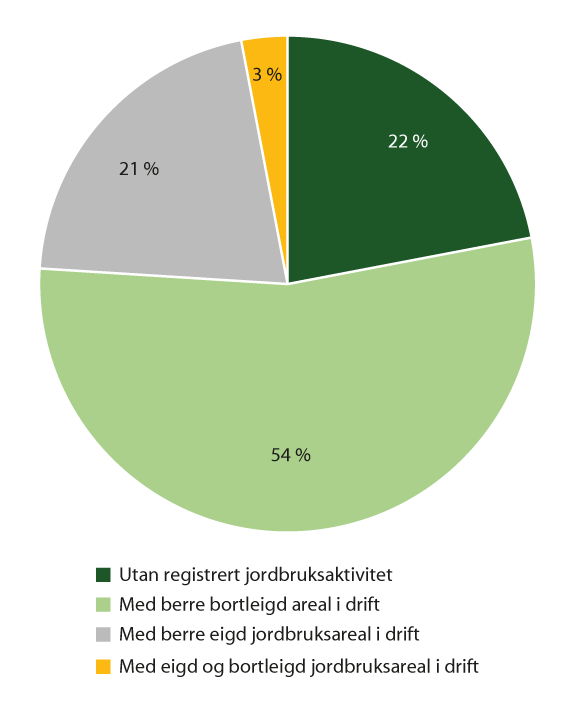 3 %
22 %
21 %
54 %
Utan registrert jordbruksaktivitet
Med berre bortleigd areal i drift
Med berre eigd jordbruksareal i drift
Med eigd og bortleigd jordbruksareal i drift